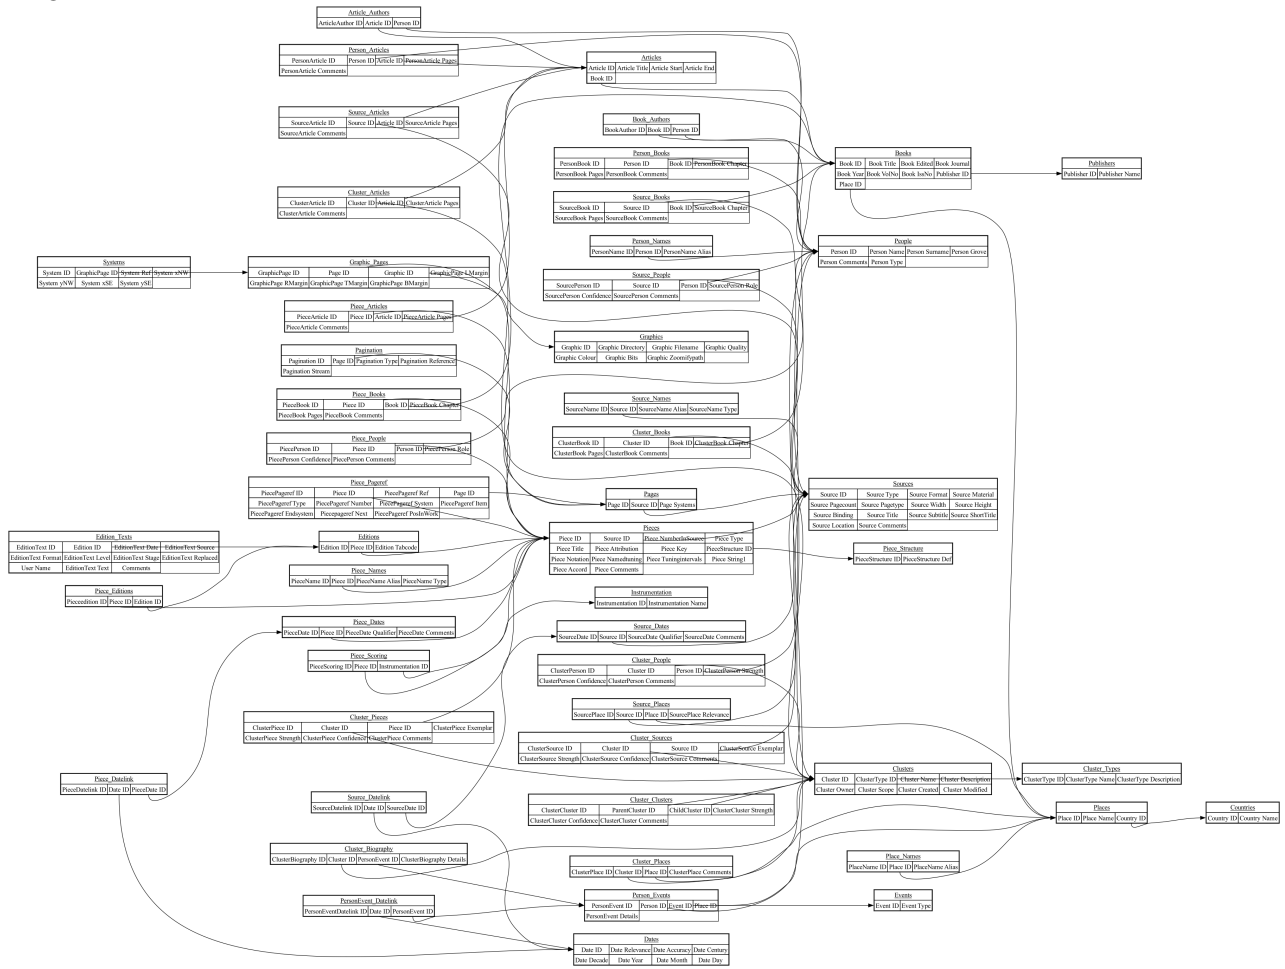 Article_Authors
ArticleAuthor ID Article ID Person ID
Person_Articles
PersonArticle ID Person ID Article ID PersonArticle Pages
PersonArticle Comments
Articles
Article ID Article Title Article Start Article End
Book ID
Source_Articles
SourceArticle ID Source ID Article ID SourceArticle Pages
SourceArticle Comments
Book_Authors
BookAuthor ID Book ID Person ID
Person_Books
PersonBook ID Person ID Book ID PersonBook Chapter
PersonBook Pages PersonBook Comments
Books
Book ID Book Title Book Edited Book Journal
Book Year Book VolNo Book IssNo Publisher ID
Place ID
Publishers
Publisher ID Publisher Name
Cluster_Articles
ClusterArticle ID Cluster ID Article ID ClusterArticle Pages
ClusterArticle Comments
Source_Books
SourceBook ID Source ID Book ID SourceBook Chapter
SourceBook Pages SourceBook Comments
Person_Names
PersonName ID Person ID PersonName Alias
People
Person ID Person Name Person Surname Person Grove
Person Comments Person Type
Systems
System ID GraphicPage ID System Ref System xNW
System yNW System xSE System ySE
Graphic_Pages
GraphicPage ID Page ID Graphic ID GraphicPage LMargin
GraphicPage RMargin GraphicPage TMargin GraphicPage BMargin
Source_People
SourcePerson ID Source ID Person ID SourcePerson Role
SourcePerson Confidence SourcePerson Comments
Piece_Articles
PieceArticle ID Piece ID Article ID PieceArticle Pages
PieceArticle Comments
Graphics
Graphic ID Graphic Directory Graphic Filename Graphic Quality
Graphic Colour Graphic Bits Graphic Zoomifypath
Pagination
Pagination ID Page ID Pagination Type Pagination Reference
Pagination Stream
Piece_Books
PieceBook ID Piece ID Book ID PieceBook Chapter
PieceBook Pages PieceBook Comments
Source_Names
SourceName ID Source ID SourceName Alias SourceName Type
Piece_People
PiecePerson ID Piece ID Person ID PiecePerson Role
PiecePerson Confidence PiecePerson Comments
Cluster_Books
ClusterBook ID Cluster ID Book ID ClusterBook Chapter
ClusterBook Pages ClusterBook Comments
Piece_Pageref
PiecePageref ID Piece ID PiecePageref Ref Page ID
PiecePageref Type PiecePageref Number PiecePageref System PiecePageref Item
PiecePageref Endsystem Piecepageref Next PiecePageref PosInWork
Pages
Page ID Source ID Page Systems
Sources
Source ID Source Type Source Format Source Material
Source Pagecount Source Pagetype Source Width Source Height
Source Binding Source Title Source Subtitle Source ShortTitle
Source Location Source Comments
Edition_Texts
EditionText ID Edition ID EditionText Date EditionText Source
EditionText Format EditionText Level EditionText Stage EditionText Replaced
User Name EditionText Text Comments
Editions
Edition ID Piece ID Edition Tabcode
Pieces
Piece ID Source ID Piece NumberInSource Piece Type
Piece Title Piece Attribution Piece Key PieceStructure ID
Piece Notation Piece Namedtuning Piece Tuningintervals Piece String1
Piece Accord Piece Comments
Piece_Structure
PieceStructure ID PieceStructure Def
Piece_Names
PieceName ID Piece ID PieceName Alias PieceName Type
Piece_Editions
Pieceedition ID Piece ID Edition ID
Instrumentation
Instrumentation ID Instrumentation Name
Piece_Dates
PieceDate ID Piece ID PieceDate Qualifier PieceDate Comments
Source_Dates
SourceDate ID Source ID SourceDate Qualifier SourceDate Comments
Piece_Scoring
PieceScoring ID Piece ID Instrumentation ID
Cluster_People
ClusterPerson ID Cluster ID Person ID ClusterPerson Strength
ClusterPerson Confidence ClusterPerson Comments
Source_Places
SourcePlace ID Source ID Place ID SourcePlace Relevance
Cluster_Pieces
ClusterPiece ID Cluster ID Piece ID ClusterPiece Exemplar
ClusterPiece Strength ClusterPiece Confidence ClusterPiece Comments
Cluster_Sources
ClusterSource ID Cluster ID Source ID ClusterSource Exemplar
ClusterSource Strength ClusterSource Confidence ClusterSource Comments
Clusters
Cluster ID ClusterType ID Cluster Name Cluster Description
Cluster Owner Cluster Scope Cluster Created Cluster Modified
Cluster_Types
ClusterType ID ClusterType Name ClusterType Description
Piece_Datelink
PieceDatelink ID Date ID PieceDate ID
Source_Datelink
SourceDatelink ID Date ID SourceDate ID
Cluster_Clusters
ClusterCluster ID ParentCluster ID ChildCluster ID ClusterCluster Strength
ClusterCluster Confidence ClusterCluster Comments
Places
Place ID Place Name Country ID
Countries
Country ID Country Name
Cluster_Biography
ClusterBiography ID Cluster ID PersonEvent ID ClusterBiography Details
Cluster_Places
ClusterPlace ID Cluster ID Place ID ClusterPlace Comments
Place_Names
PlaceName ID Place ID PlaceName Alias
PersonEvent_Datelink
PersonEventDatelink ID Date ID PersonEvent ID
Person_Events
PersonEvent ID Person ID Event ID Place ID
PersonEvent Details
Events
Event ID Event Type
Dates
Date ID Date Relevance Date Accuracy Date Century
Date Decade Date Year Date Month Date Day